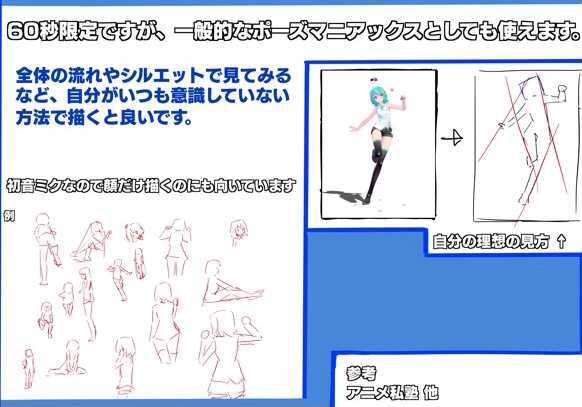 60秒限定ですが、一般的なポーズマニアックスとしても使えます。
全体の流れやシルエットで見てみる
など、自分がいつも意識していない
方法で描くと良いです。
初音ミクなので顔だけ描くのにも向いています
例
自分の理想の見方 ↑
参考
アニメ私塾 他